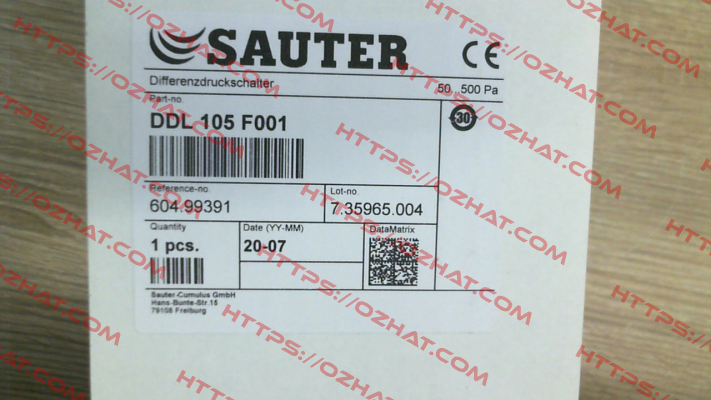 SAUTER CE
Differenzdruckschalter 50...500 Pa
Part-no.
DDL 105 F001
30
Reference-no. Lot-no.
604.99391 7.35965.004
Quantity Date (YY-MM) DataMatrix
1 pcs. 20-07
Sauter-Cumulus GmbH
Hans-Bunte-Str.15
79108 Freiburg
HTTPS://OZHAT.COM